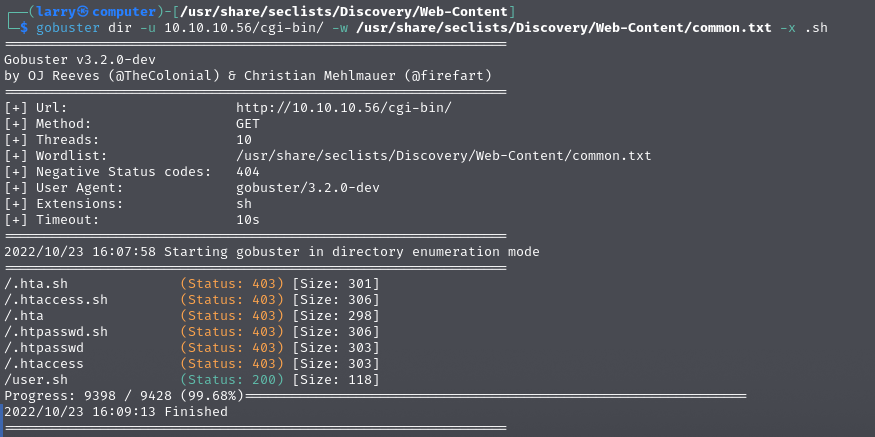 ┌──(larry㉿computer)-[/usr/share/seclists/Discovery/Web-Content]
└─$ gobuster dir -u 10.10.10.56/cgi-bin/ -w /usr/share/seclists/Discovery/Web-Content/common.txt -x .sh
===============================================================
Gobuster v3.2.0-dev
by OJ Reeves (@TheColonial) & Christian Mehlmauer (@firefart)
===============================================================
[+] Url:                     http://10.10.10.56/cgi-bin/
[+] Method:                  GET
[+] Threads:                 10
[+] Wordlist:                /usr/share/seclists/Discovery/Web-Content/common.txt
[+] Negative Status codes:   404
[+] User Agent:              gobuster/3.2.0-dev
[+] Extensions:              sh
[+] Timeout:                 10s
===============================================================
2022/10/23 16:07:58 Starting gobuster in directory enumeration mode
===============================================================
/.hta.sh              (Status: 403) [Size: 301]
/.htaccess.sh         (Status: 403) [Size: 306]
/.hta                 (Status: 403) [Size: 298]
/.htpasswd.sh         (Status: 403) [Size: 306]
/.htpasswd            (Status: 403) [Size: 303]
/.htaccess            (Status: 403) [Size: 303]
/user.sh              (Status: 200) [Size: 118]
Progress: 9398 / 9428 (99.68%)===============================================================
2022/10/23 16:09:13 Finished
===============================================================